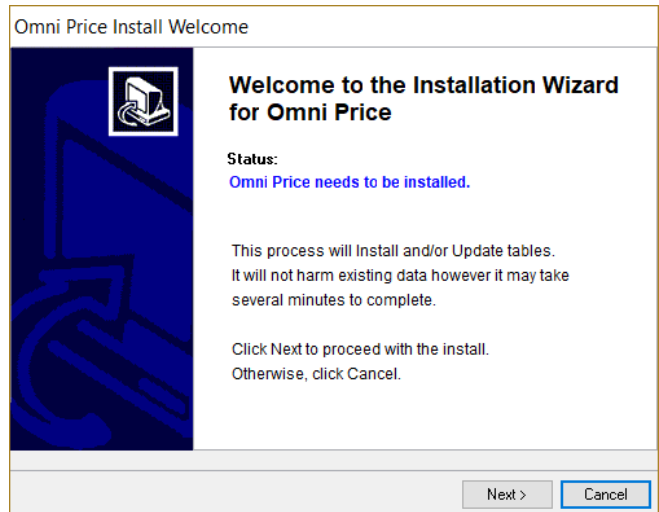 Omni Price Install Welcome
Welcome to the Installation Wizard
for Omni Price
Status:
Omni Price needs to be installed.
This process will Install and/or Update tables.
It will not harm existing data however it may take
several minutes to complete.
Click Next to proceed with the install.
Otherwise, click Cancel.
Next >
Cancel